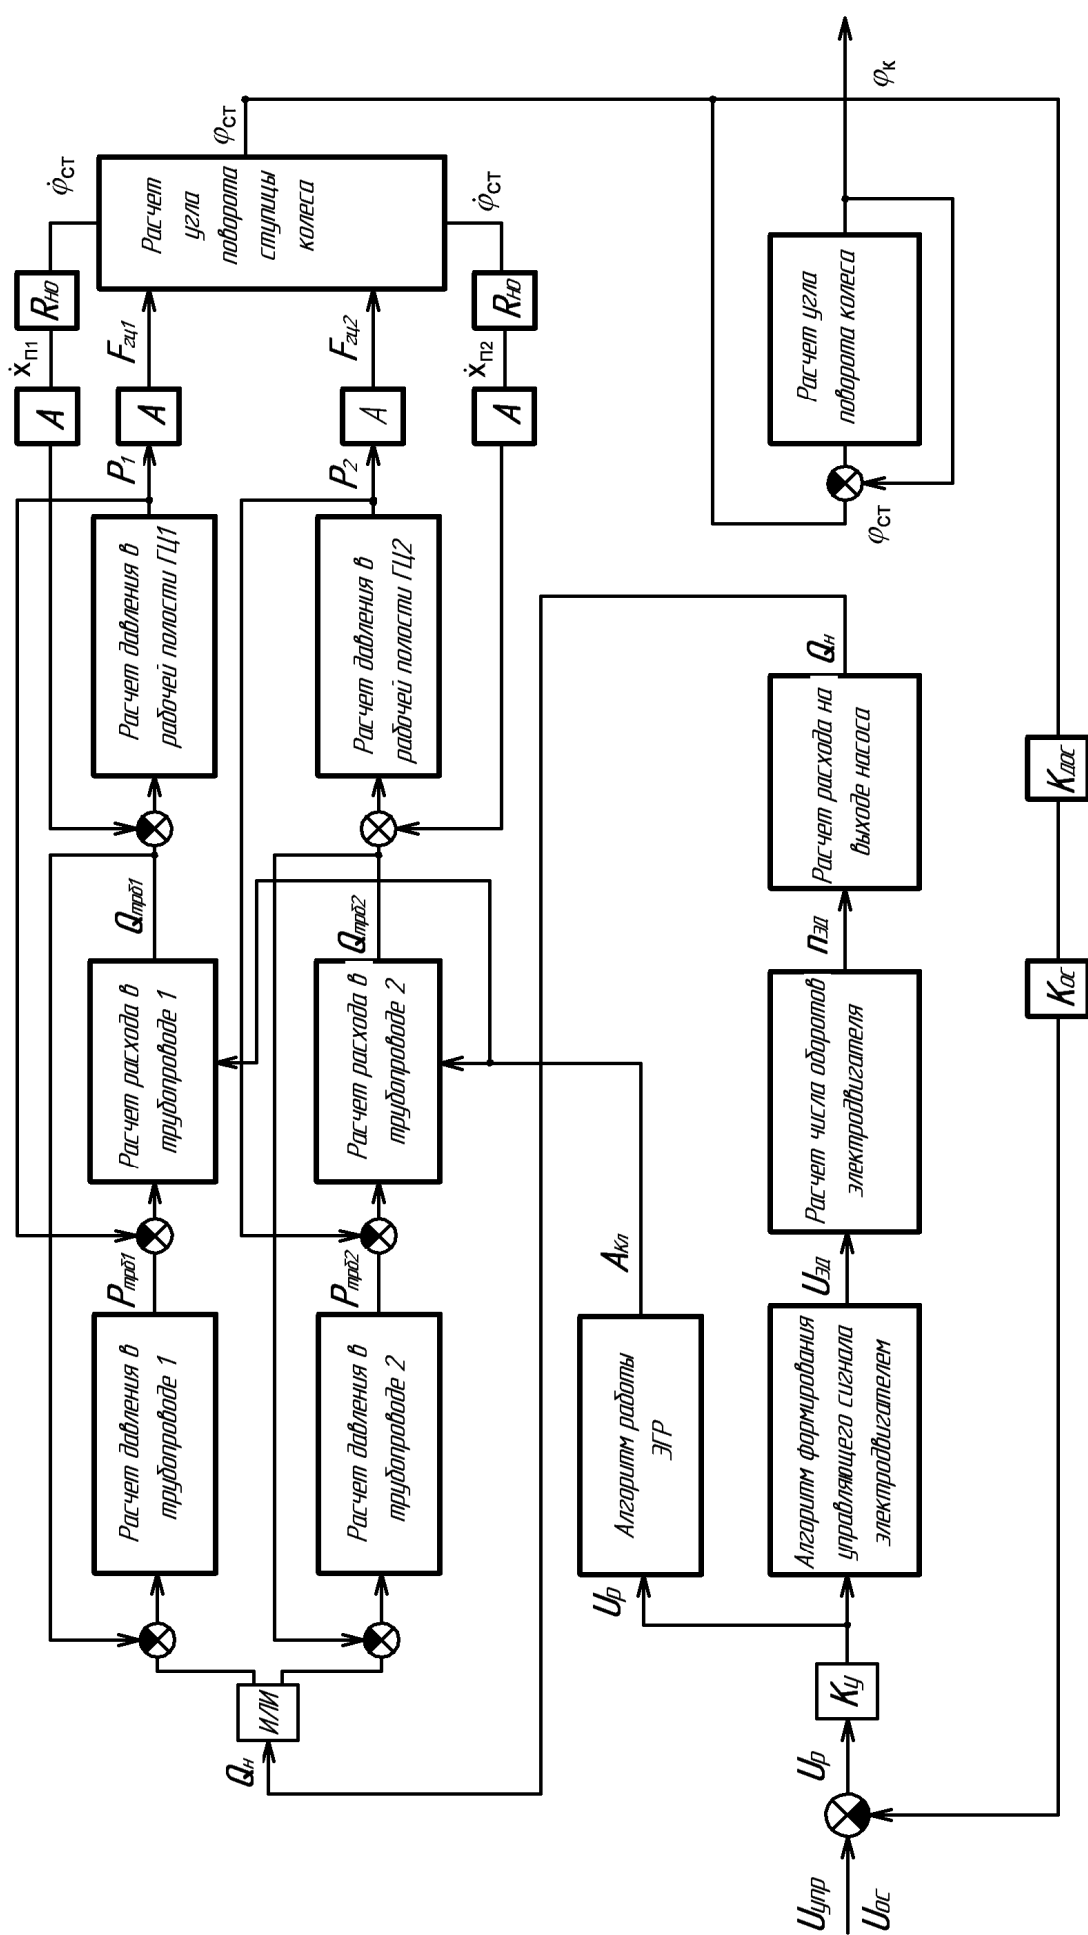 Uупр
Uос
Uр
Kу
Uр
Алгоритм работы
ЭГР
Aкл
Алгоритм формирования
управляющего сигнала
электродвигателем
Uэд
Расчет числа оборотов
электродвигателя
nэд
Расчет расхода на
выходе насоса
Qн
Qн
ИЛИ
Расчет давления в
трубопроводе 1
Pтрб1
Расчет расхода в
трубопроводе 1
Qтрб1
Расчет давления в
рабочей полости ГЦ1
P1
A
Fгц1
A
ẋП1
Rно
φ̇СТ
Расчет давления в
трубопроводе 2
Pтрб2
Расчет расхода в
трубопроводе 2
Qтрб2
Расчет давления в
рабочей полости ГЦ2
P2
A
Fгц2
A
ẋП2
Rно
φ̇СТ
Расчет
угла
поворота
ступицы
колеса
φСТ
φСТ
Расчет угла
поворота колеса
φК
Kос
Kдос